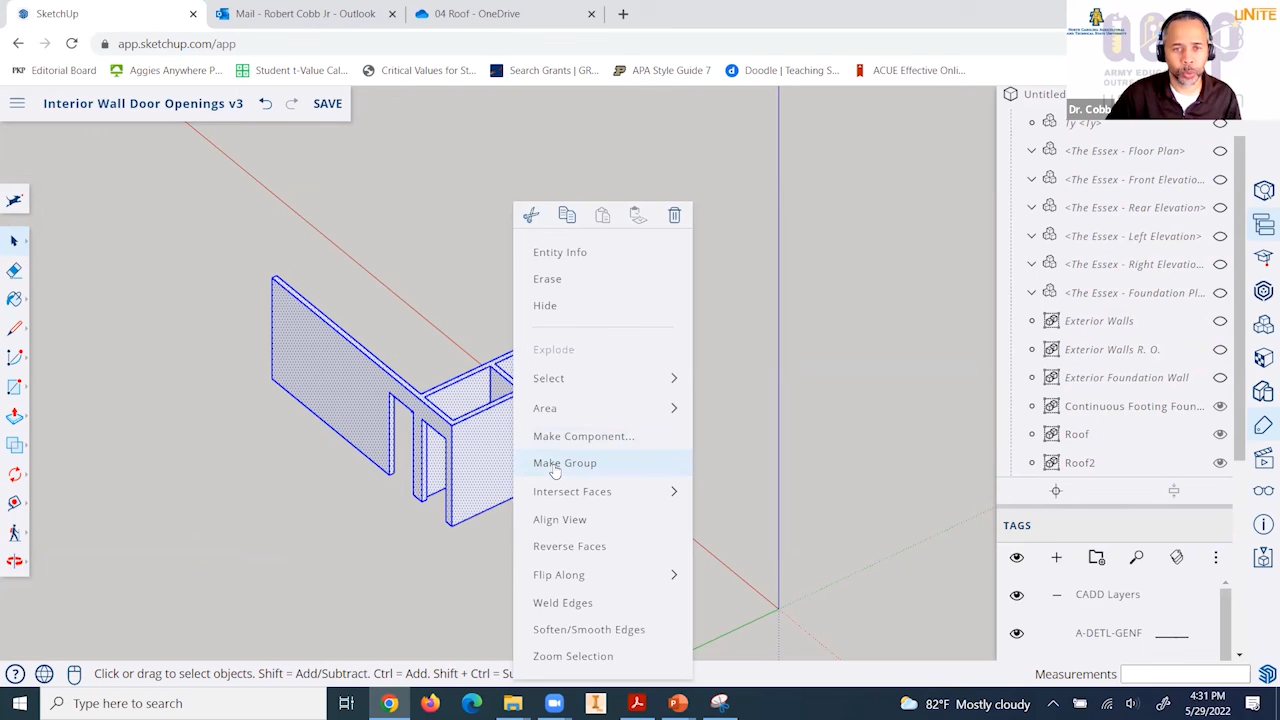 SketchUp
Mail - Robert Cobb Jr - Outlook
04 Roof - OneDrive
UNITE
app.sketchup.com/app
ARMY EDUC
OUTRE
Dr. Cobb
Editorial Board
Aggies Anywhere P...
Student Value Cal...
Search Grants | GR...
APA Style Guide 7
Doodle | Teaching S...
ACUE Effective Onli...
Interior Wall Door Openings v3
SAVE
Untitled
Ty <Ty>
<The Essex - Floor Plan>
<The Essex - Front Elevatio...
<The Essex - Rear Elevation>
<The Essex - Left Elevation>
<The Essex - Right Elevatio...
<The Essex - Foundation Pl...
Exterior Walls
Exterior Walls R. O.
Exterior Foundation Wall
Continuous Footing Foun...
Roof
Roof2
Entity Info
Erase
Hide
Explode
Select
Area
Make Component...
Make Group
Intersect Faces
Align View
Reverse Faces
Flip Along
Weld Edges
Soften/Smooth Edges
Zoom Selection
TAGS
CADD Layers
A-DETL-GENF
Click or drag to select objects. Shift = Add/Subtract. Ctrl = Add. Shift + Ctrl = Su
Measurements
Type here to search
82°F Mostly cloudy
4:31 PM
5/29/2022